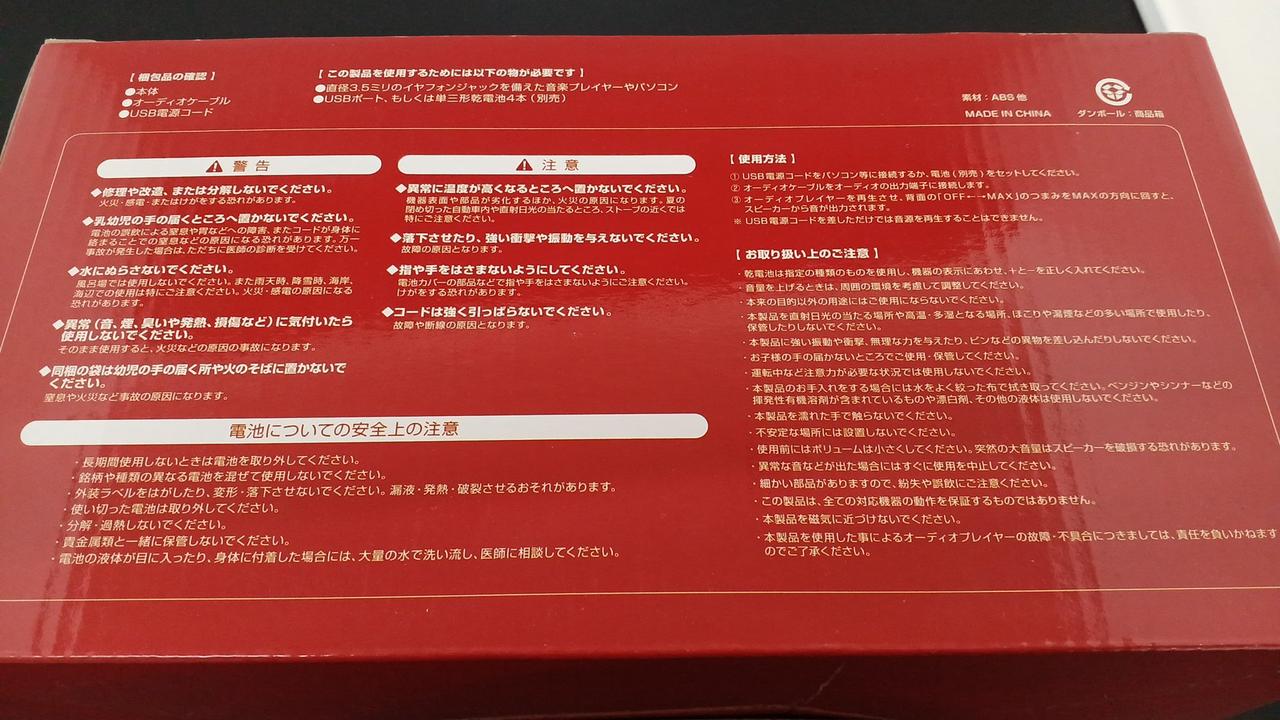 【 梱包品の確認 】
●本体
●オーディオケーブル
●USB電源コード
【 この製品を使用するためには以下の物が必要です 】
●直径3.5ミリのイヤフォンジャックを備えた音楽プレイヤーやパソコン
●USBポート、もしくは単三形乾電池4本(別売)
素材：ABS 他
MADE IN CHINA
ダンボール：商品箱
警告
◆修理や改造、または分解しないでください。
火災・感電・またはけがをする恐れがあります。
◆乳幼児の手の届くところへ置かないでください。
電池の誤飲による窒息や胃などへの障害、またコードが身体に
絡まることでの窒息などの原因になる恐れがあります。万一
事故が発生した場合は、ただちに医師の診断を受けてください。
◆水にぬらさないでください。
風呂場では使用しないでください。また雨天時、降雪時、海岸、
海辺での使用は特にご注意ください。火災・感電の原因になる
恐れがあります。
◆異常（音、煙、臭いや発熱、損傷など）に気付いたら
使用しないでください。
そのまま使用すると、火災などの原因の事故になります。
◆同梱の袋は幼児の手の届く所や火のそばに置かないで
ください。
窒息や火災など事故の原因になります。
注意
◆異常に温度が高くなるところへ置かないでください。
機器表面や部品が劣化するほか、火災の原因になります。夏の
閉め切った自動車内や直射日光の当たるところ、ストーブの近くでは
特にご注意ください。
◆落下させたり、強い衝撃や振動を与えないでください。
故障の原因となります。
◆指や手をはさまないようにしてください。
電池カバーの部品などで指や手をはさまないようにご注意ください。
けがをする恐れがあります。
◆コードは強く引っぱらないでください。
故障や断線の原因となります。
電池についての安全上の注意
・長期間使用しないときは電池を取り外してください。
・銘柄や種類の異なる電池を混ぜて使用しないでください。
・外装ラベルをはがしたり、変形・落下させないでください。漏液・発熱・破裂させるおそれがあります。
・使い切った電池は取り外してください。
・分解・過熱しないでください。
・貴金属類と一緒に保管しないでください。
・電池の液体が目に入ったり、身体に付着した場合には、大量の水で洗い流し、医師に相談してください。
【 使用方法 】
① USB電源コードをパソコン等に接続するか、電池（別売）をセットしてください。
② オーディオケーブルをオーディオの出力端子に接続します。
③ オーディオプレイヤーを再生させ、背面の「OFF←→MAX」のつまみをMAXの方向に回すと、
スピーカーから音が出力されます。
※ USB電源コードを差しただけでは音源を再生することはできません。
【 お取り扱い上のご注意 】
・乾電池は指定の種類のものを使用し、機器の表示にあわせ、＋と－を正しく入れてください。
・音量を上げるときは、周囲の環境を考慮して調整してください。
・本来の目的以外の用途にはご使用にならないでください。
・本製品を直射日光の当たる場所や高温・多湿となる場所、ほこりや湯煙などの多い場所で使用したり、
保管したりしないでください。
・本製品に強い振動や衝撃、無理な力を与えたり、ピンなどの異物を差し込んだりしないでください。
・お子様の手の届かないところでご使用・保管してください。
・運転中など注意力が必要な状況では使用しないでください。
・本製品のお手入れをする場合には水をよく絞った布で拭き取ってください。ベンジンやシンナーなどの
揮発性有機溶剤が含まれているものや漂白剤、その他の液体は使用しないでください。
・本製品を濡れた手で触らないでください。
・不安定な場所には設置しないでください。
・使用前にはボリュームは小さくしてください。突然の大音量はスピーカーを破損する恐れがあります。
・異常な音などが出た場合にはすぐに使用を中止してください。
・細かい部品がありますので、紛失や誤飲にご注意ください。
・この製品は、全ての対応機器の動作を保証するものではありません。
・本製品を磁気に近づけないでください。
・本製品を使用した事によるオーディオプレイヤーの故障・不具合につきましては、責任を負いかねます
のでご了承ください。